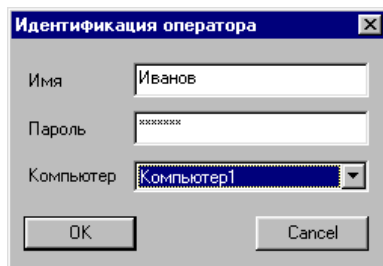 Идентификация оператора
Имя Иванов
Пароль *******
Компьютер Компьютер1
OK Cancel